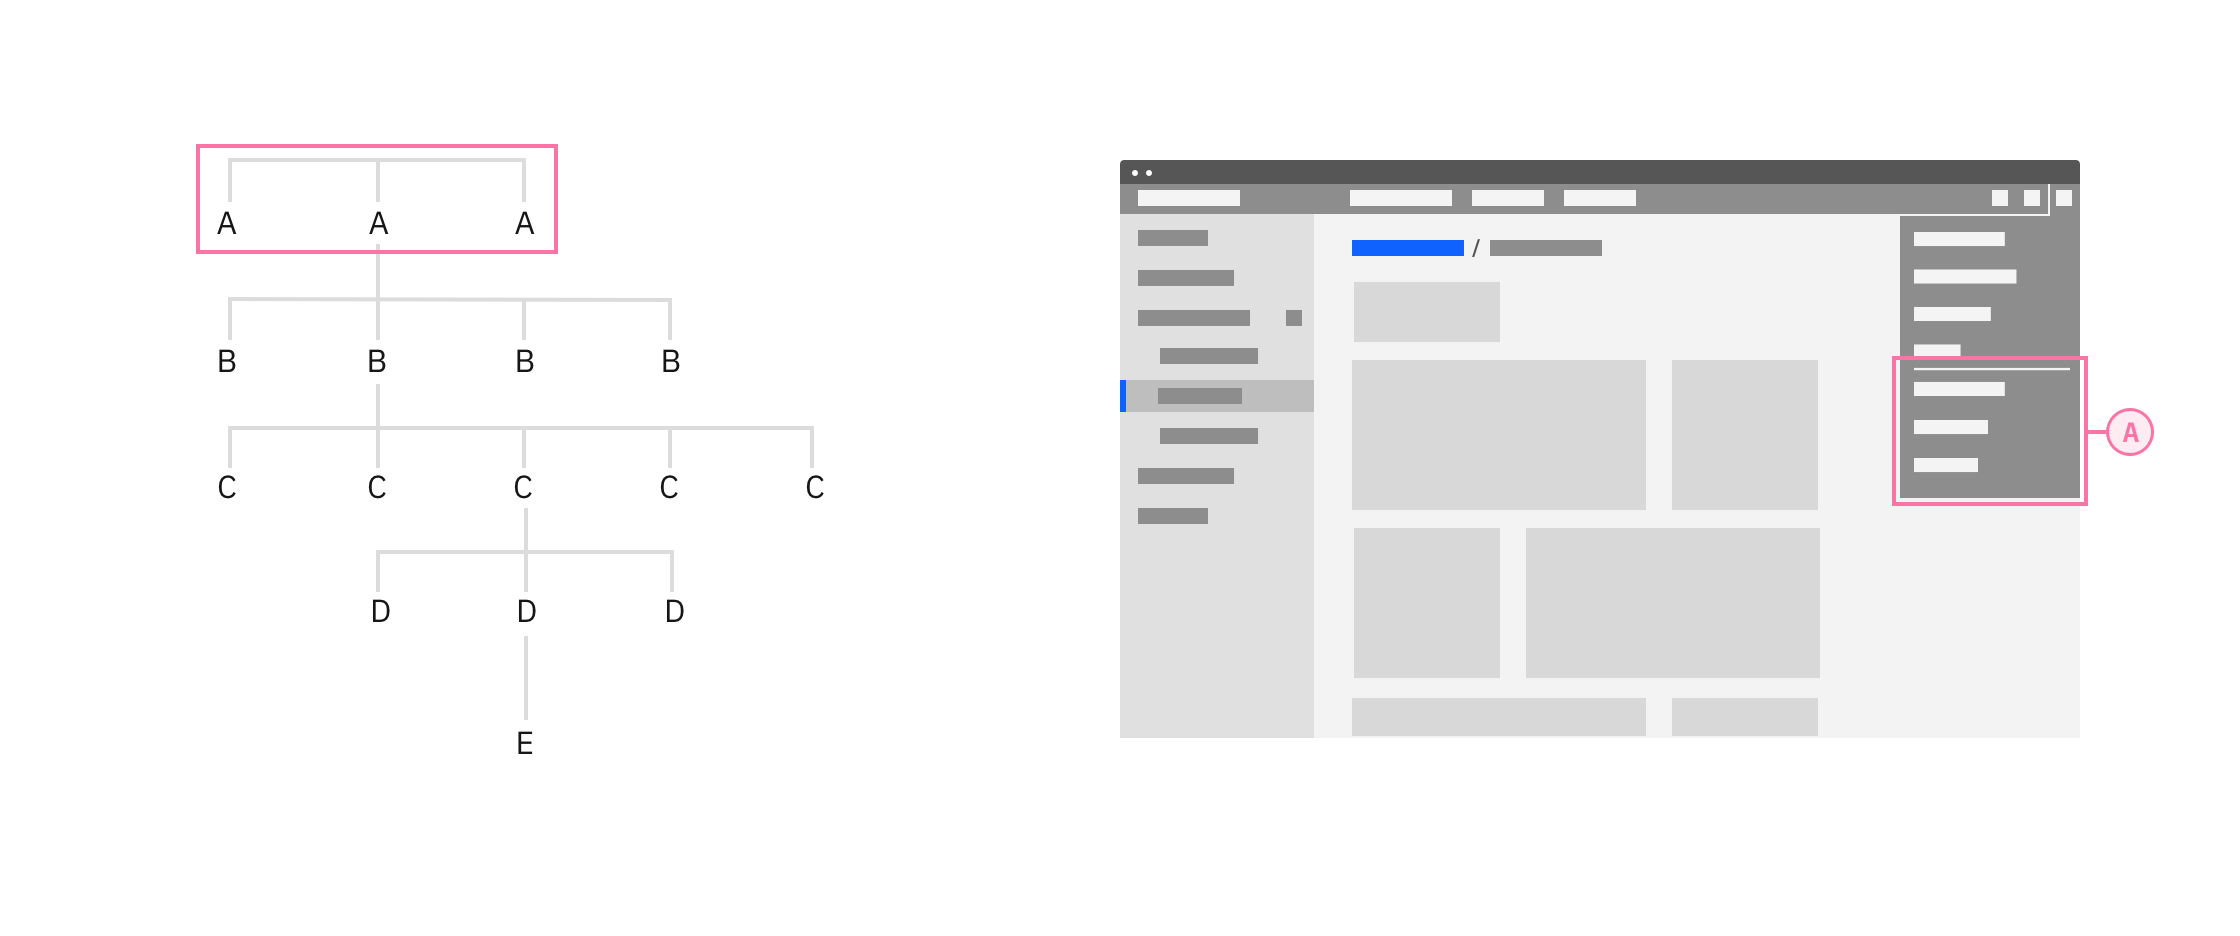 A A A
B B B B
C C C C C
D D D
E
/
A